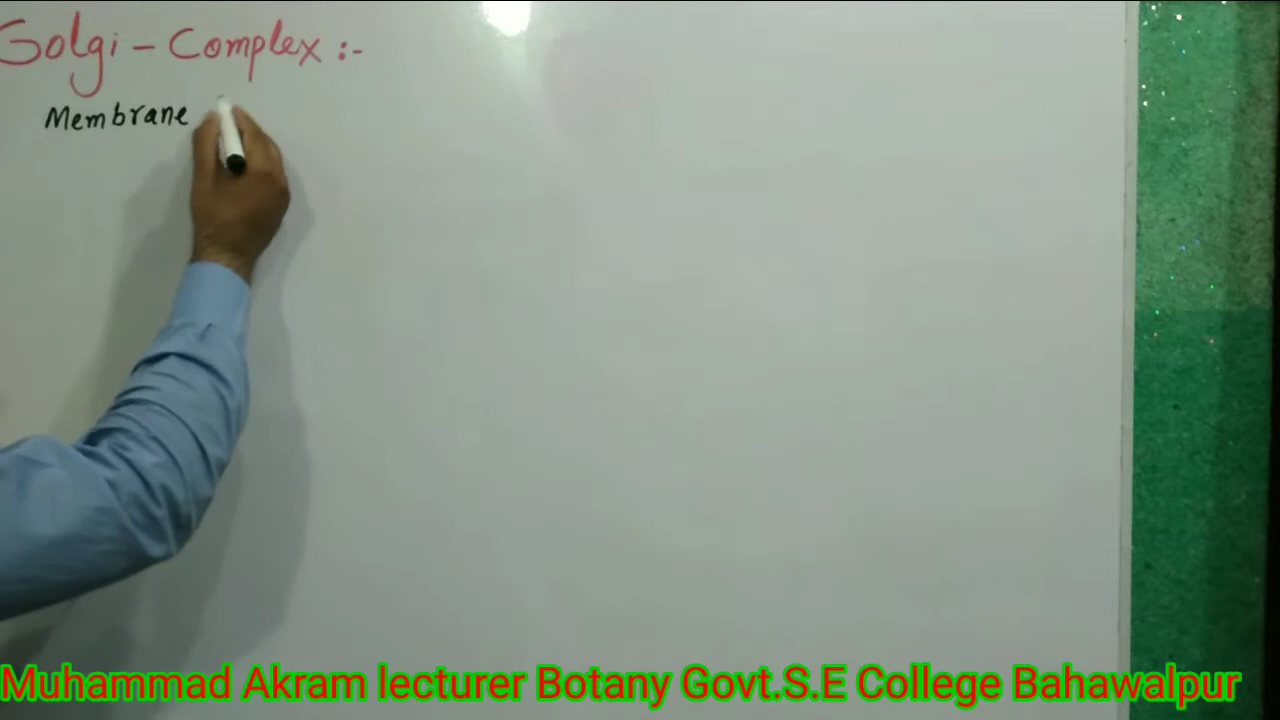 Golgi - Complex :-
Membrane
Muhammad Akram lecturer Botany Govt.S.E College Bahawalpur